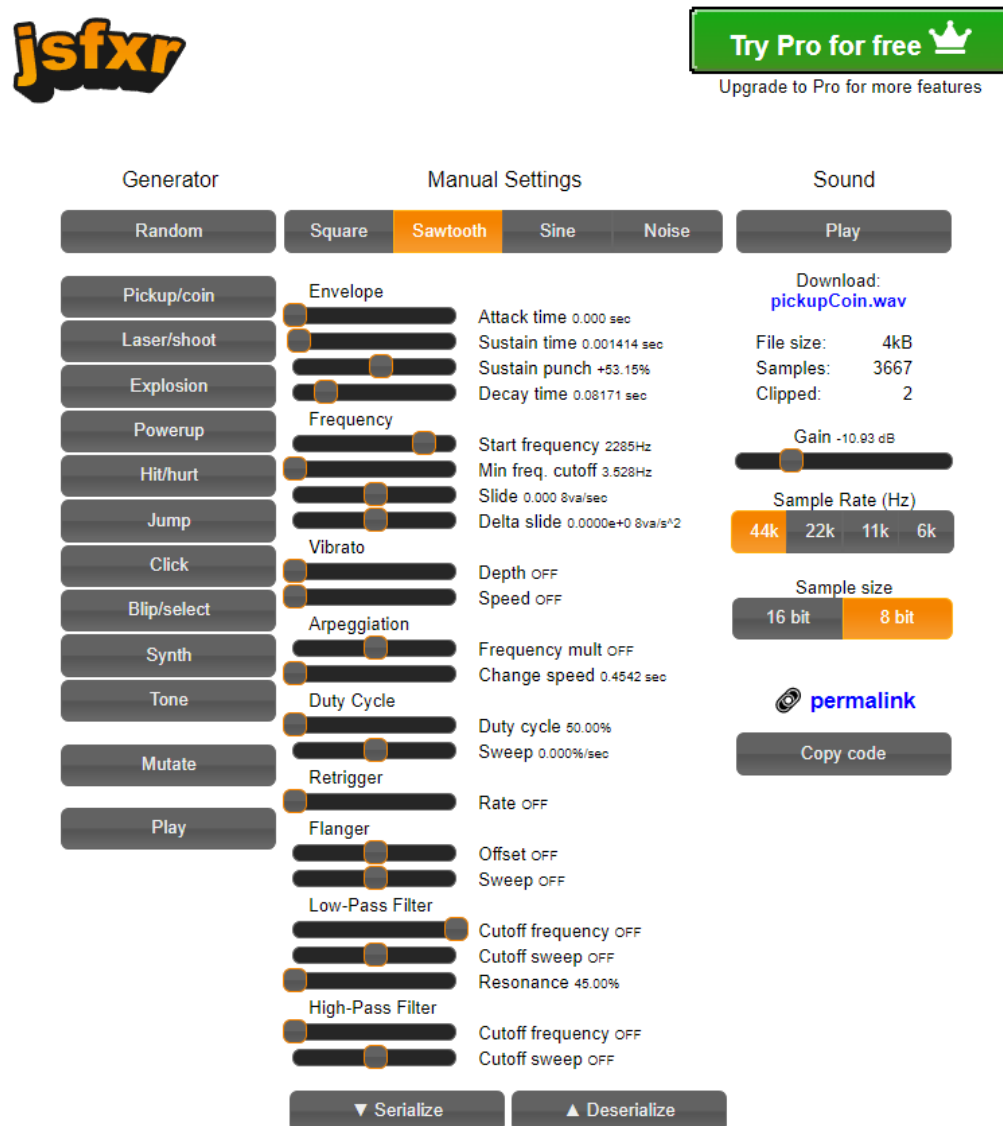 jsfxr
Try Pro for free
Upgrade to Pro for more features
Generator
Random
Pickup/coin
Laser/shoot
Explosion
Powerup
Hit/hurt
Jump
Click
Blip/select
Synth
Tone
Mutate
Play
Manual Settings
Square Sawtooth Sine Noise
Envelope
Attack time 0.000 sec
Sustain time 0.001414 sec
Sustain punch +53.15%
Decay time 0.08171 sec
Frequency
Start frequency 2285Hz
Min freq. cutoff 3.528Hz
Slide 0.000 8va/sec
Delta slide 0.0000e+0 8va/s^2
Vibrato
Depth OFF
Speed OFF
Arpeggiation
Frequency mult OFF
Change speed 0.4542 sec
Duty Cycle
Duty cycle 50.00%
Sweep 0.000%/sec
Retrigger
Rate OFF
Flanger
Offset OFF
Sweep OFF
Low-Pass Filter
Cutoff frequency OFF
Cutoff sweep OFF
Resonance 45.00%
High-Pass Filter
Cutoff frequency OFF
Cutoff sweep OFF
▼ Serialize ▲ Deserialize
Sound
Play
Download:
pickupCoin.wav
File size: 4kB
Samples: 3667
Clipped: 2
Gain -10.93 dB
Sample Rate (Hz)
44k 22k 11k 6k
Sample size
16 bit 8 bit
permalink
Copy code